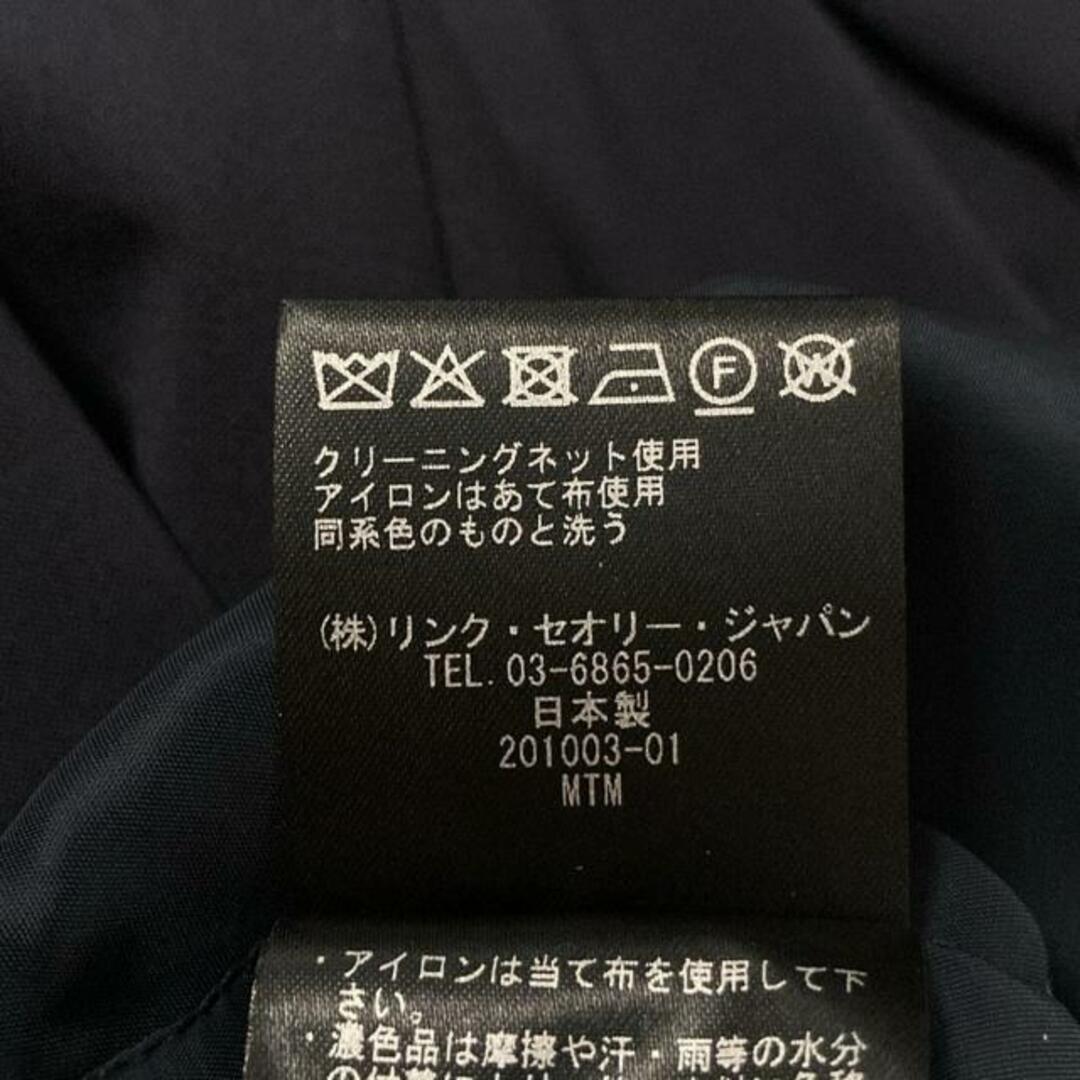 F
W
クリーニングネット使用
アイロンはあて布使用
同系色のものと洗う
(株)リンク・セオリー・ジャパン
TEL. 03-6865-0206
日本製
201003-01
MTM
・アイロンは当て布を使用して下
さい。
・濃色品は摩擦や汗・雨等の水分